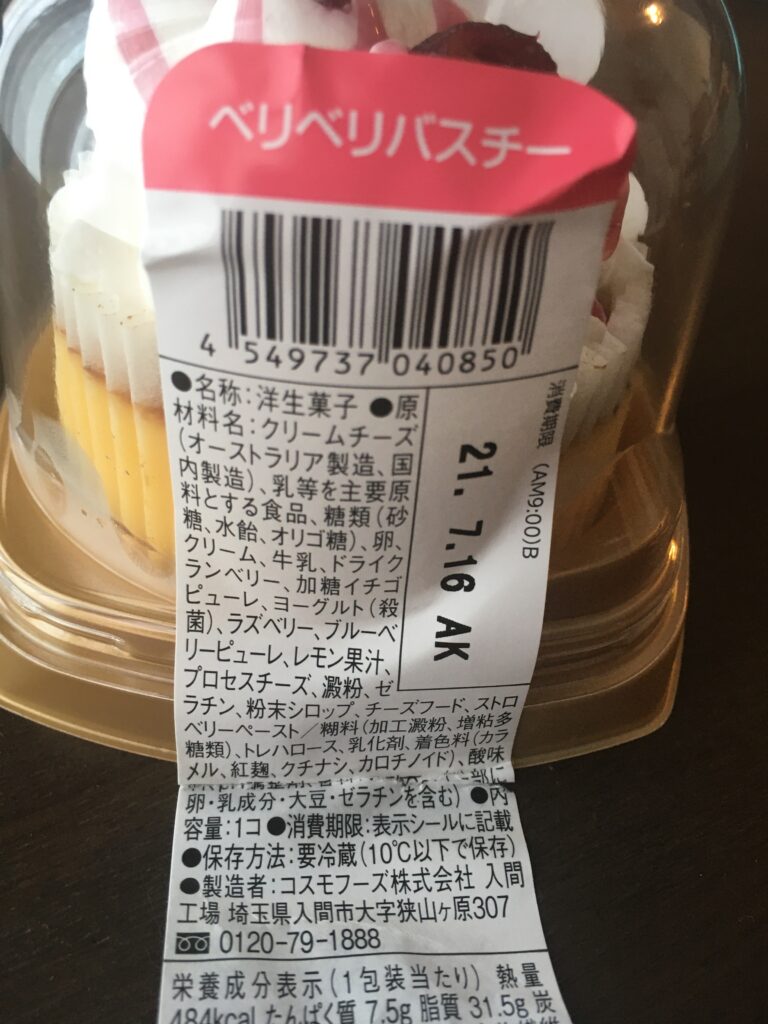 ベリベリバスチー
4 549737 040850
●名称:洋生菓子 ●原
材料名:クリームチーズ
(オーストラリア製造、国
内製造)、乳等を主要原
料とする食品、糖類(砂
糖、水飴、オリゴ糖)、卵、
クリーム、牛乳、ドライク
ランベリー、加糖イチゴ
ピューレ、ヨーグルト(殺
菌)、ラズベリー、ブルーベ
リーピューレ、レモン果汁、
プロセスチーズ、澱粉、ゼ
ラチン、粉末シロップ、チーズフード、ストロ
ベリーペースト/糊料(加工澱粉、増粘多
糖類)、トレハロース、乳化剤、着色料(カラ
メル、紅麹、クチナシ、カロチノイド)、酸味
卵・乳成分・大豆・ゼラチンを含む) ●内
容量:1コ ●消費期限:表示シールに記載
●保存方法:要冷蔵(10℃以下で保存)
●製造者:コスモフーズ株式会社 入間
工場 埼玉県入間市大字狭山ヶ原307
0120-79-1888
栄養成分表示(1包装当たり) 熱量
484kcal たんぱく質 7.5g 脂質 31.5g 炭
消費期限 (AM9:00)B
21. 7.16 AK